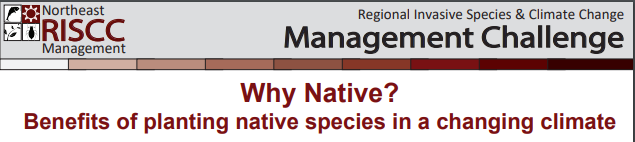 Northeast
RISCC
Management
Regional Invasive Species & Climate Change
Management Challenge
Why Native?
Benefits of planting native species in a changing climate